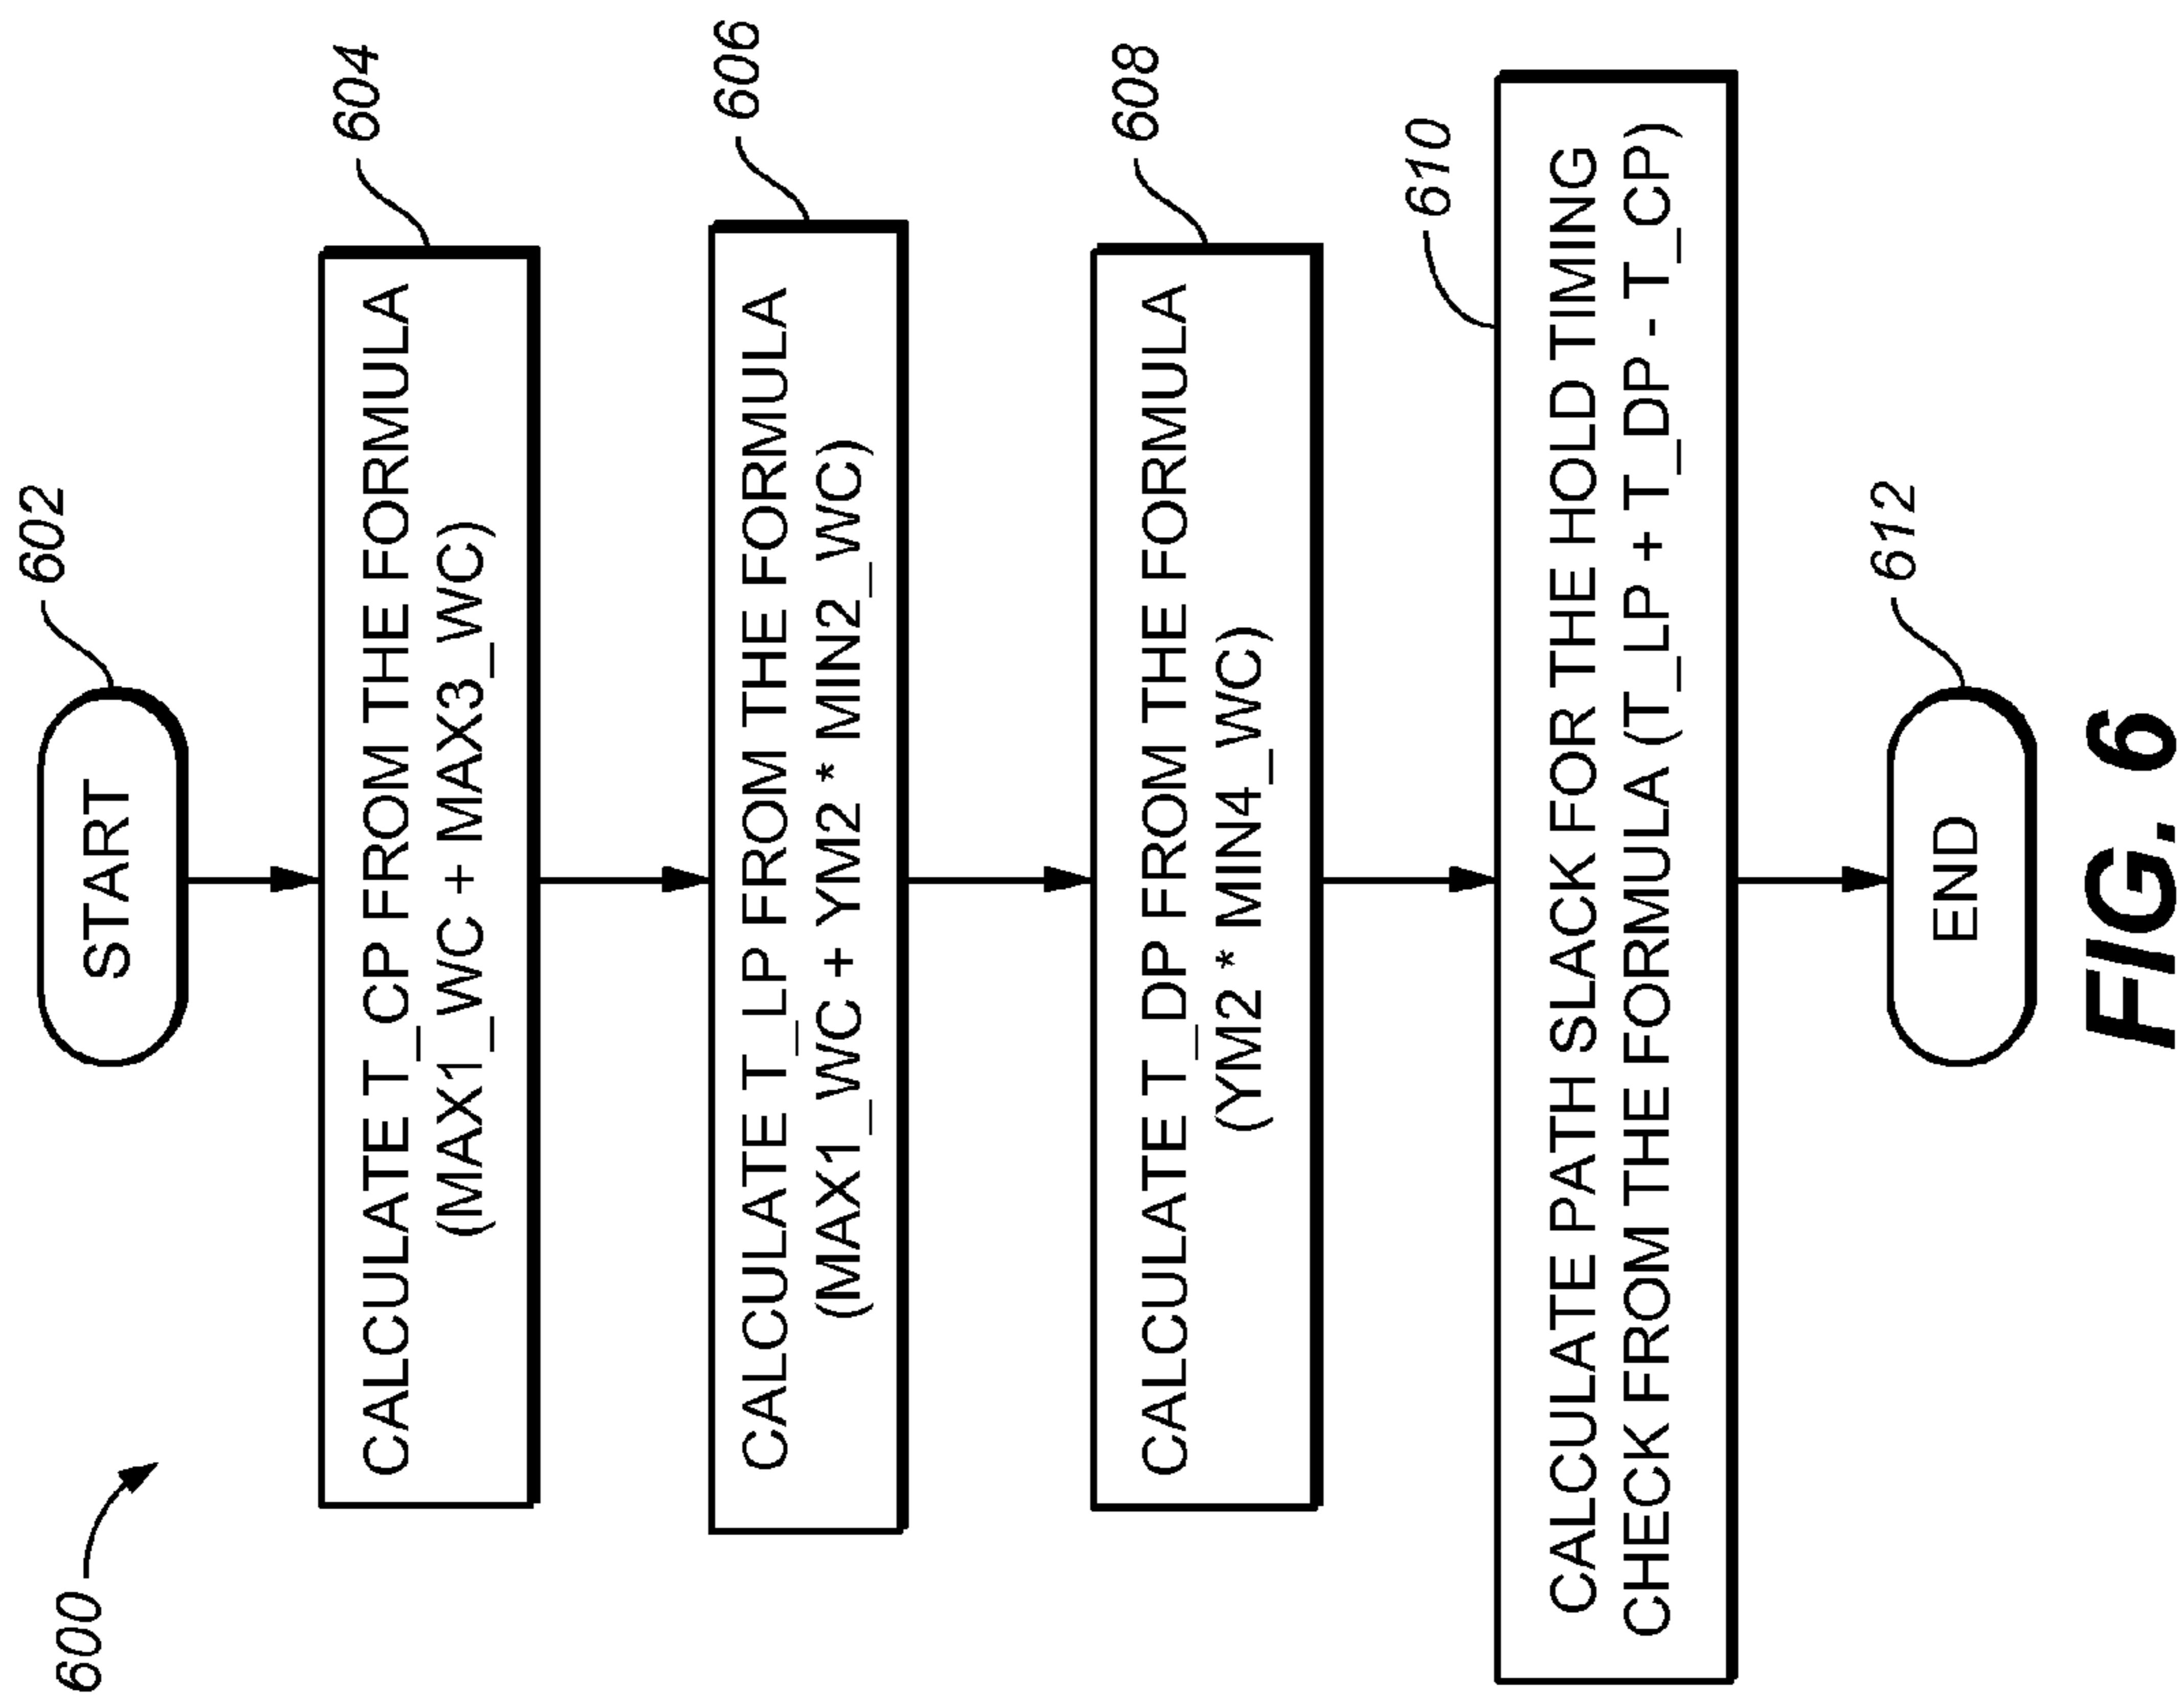 600
START
602
CALCULATE T_CP FROM THE FORMULA
(MAX1_WC + MAX3_WC)
604
CALCULATE T_LP FROM THE FORMULA
(MAX1_WC + YM2 * MIN2_WC)
606
CALCULATE T_DP FROM THE FORMULA
(YM2 * MIN4_WC)
608
CALCULATE PATH SLACK FOR THE HOLD TIMING
CHECK FROM THE FORMULA (T_LP + T_DP - T_CP)
610
END
612
FIG. 6